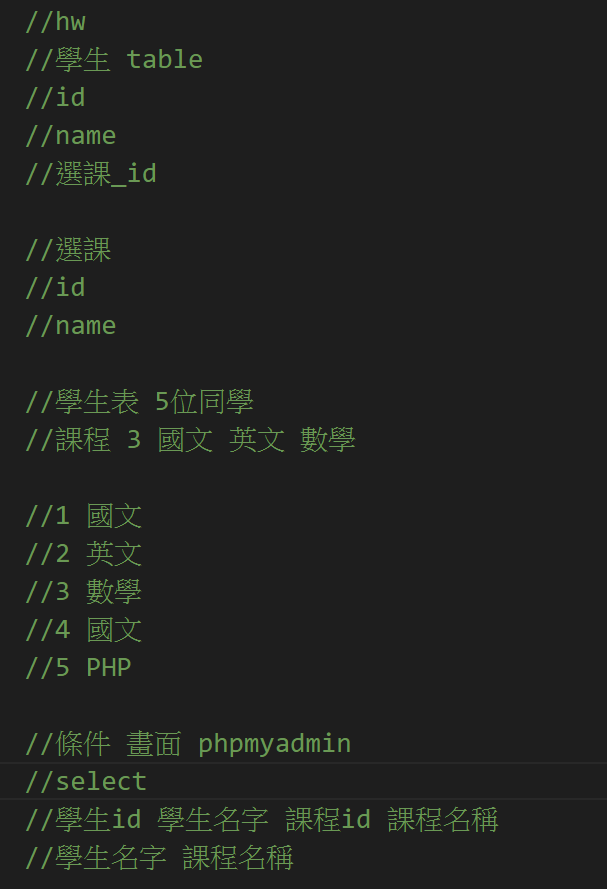 //hw
//學生 table
//id
//name
//選課_id
//選課
//id
//name
//學生表 5位同學
//課程 3 國文 英文 數學
//1 國文
//2 英文
//3 數學
//4 國文
//5 PHP
//條件 畫面 phpmyadmin
//select
//學生id 學生名字 課程id 課程名稱
//學生名字 課程名稱